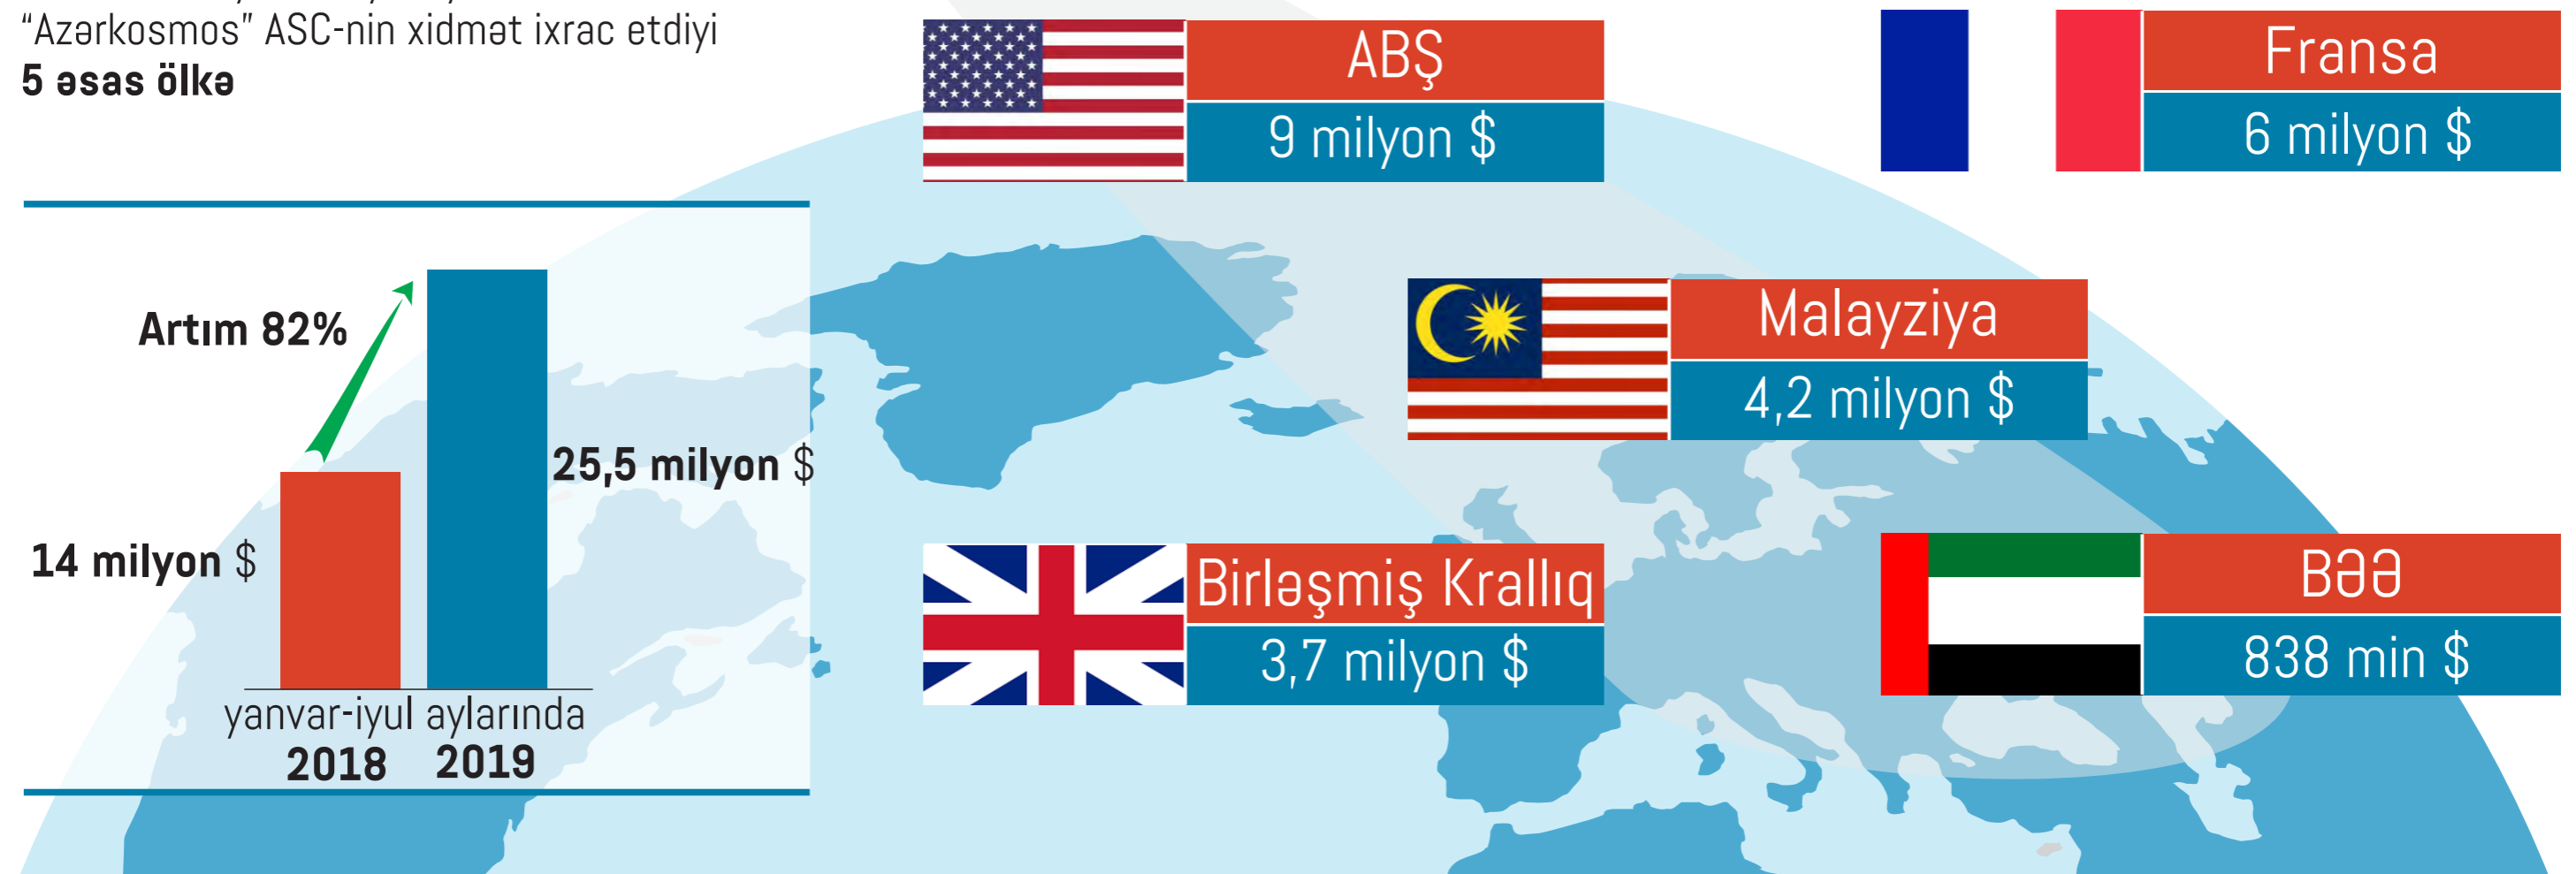 “Azərkosmos” ASC-nin xidmət ixrac etdiyi
5 əsas ölkə
ABŞ
9 milyon $
Fransa
6 milyon $
Malayziya
4,2 milyon $
Birləşmiş Krallıq
3,7 milyon $
BƏƏ
838 min $
Artım 82%
25,5 milyon $
14 milyon $
yanvar-iyul aylarında
2018 2019